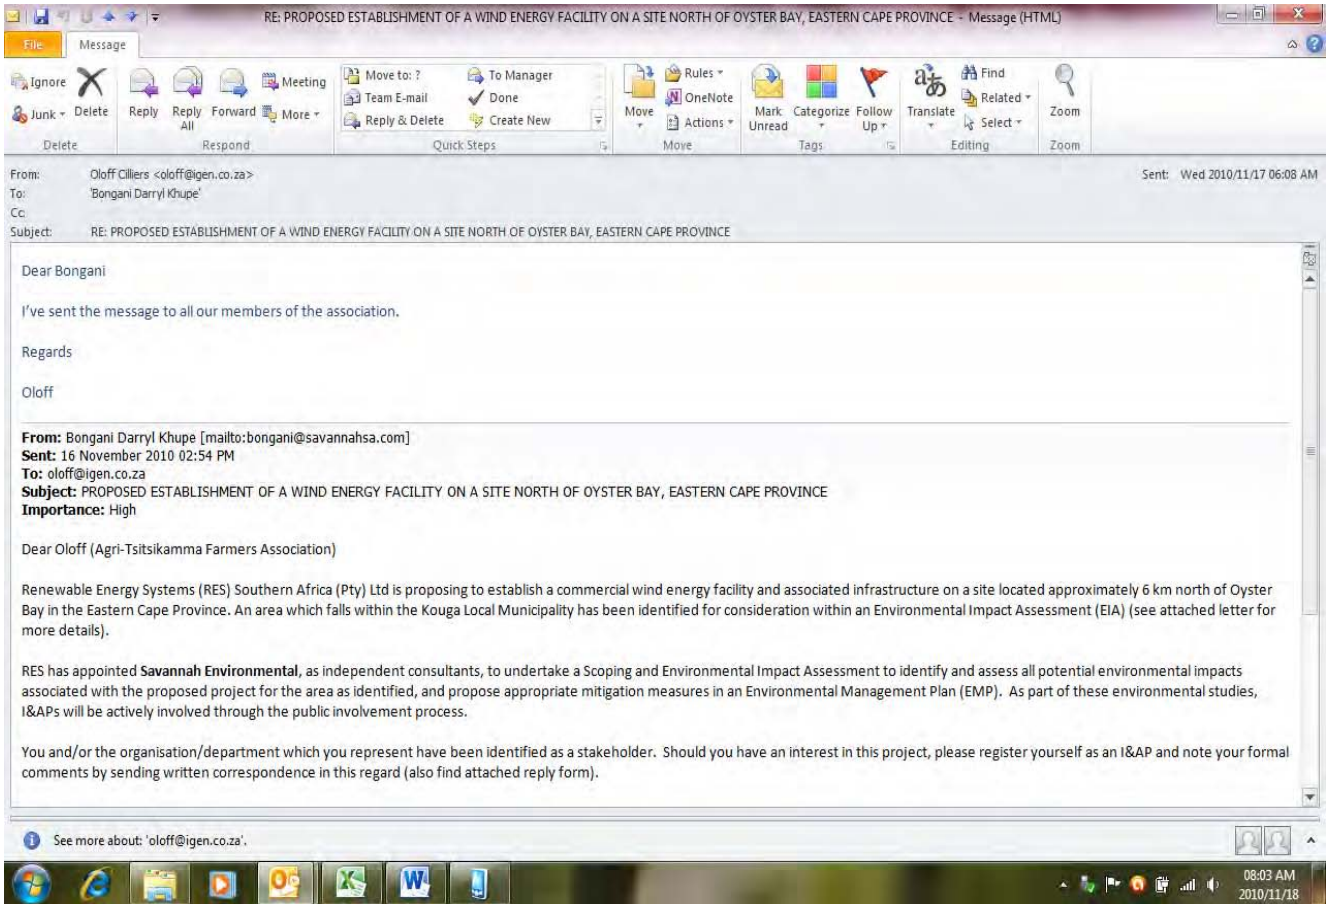 RE: PROPOSED ESTABLISHMENT OF A WIND ENERGY FACILITY ON A SITE NORTH OF OYSTER BAY, EASTERN CAPE PROVINCE - Message (HTML)
File Message
Ignore
Junk
Delete
Reply
Reply All
Forward
Meeting
More
Move to: ?
Team E-mail
Reply & Delete
To Manager
Done
Create New
Move
Rules
OneNote
Actions
Mark Unread
Categorize
Follow Up
Translate
Find
Related
Select
Zoom
Delete Respond Quick Steps Move Tags Editing Zoom
From: Oloff Cilliers <oloff@igen.co.za> Sent: Wed 2010/11/17 06:08 AM
To: 'Bongani Darryl Khupe'
Cc
Subject: RE: PROPOSED ESTABLISHMENT OF A WIND ENERGY FACILITY ON A SITE NORTH OF OYSTER BAY, EASTERN CAPE PROVINCE
Dear Bongani
I've sent the message to all our members of the association.
Regards
Oloff
From: Bongani Darryl Khupe [mailto:bongani@savannahsa.com]
Sent: 16 November 2010 02:54 PM
To: oloff@igen.co.za
Subject: PROPOSED ESTABLISHMENT OF A WIND ENERGY FACILITY ON A SITE NORTH OF OYSTER BAY, EASTERN CAPE PROVINCE
Importance: High
Dear Oloff (Agri-Tsitsikamma Farmers Association)
Renewable Energy Systems (RES) Southern Africa (Pty) Ltd is proposing to establish a commercial wind energy facility and associated infrastructure on a site located approximately 6 km north of Oyster
Bay in the Eastern Cape Province. An area which falls within the Kouga Local Municipality has been identified for consideration within an Environmental Impact Assessment (EIA) (see attached letter for
more details).
RES has appointed Savannah Environmental, as independent consultants, to undertake a Scoping and Environmental Impact Assessment to identify and assess all potential environmental impacts
associated with the proposed project for the area as identified, and propose appropriate mitigation measures in an Environmental Management Plan (EMP). As part of these environmental studies,
I&APs will be actively involved through the public involvement process.
You and/or the organisation/department which you represent have been identified as a stakeholder. Should you have an interest in this project, please register yourself as an I&AP and note your formal
comments by sending written correspondence in this regard (also find attached reply form).
See more about: 'oloff@igen.co.za'.
08:03 AM
2010/11/18